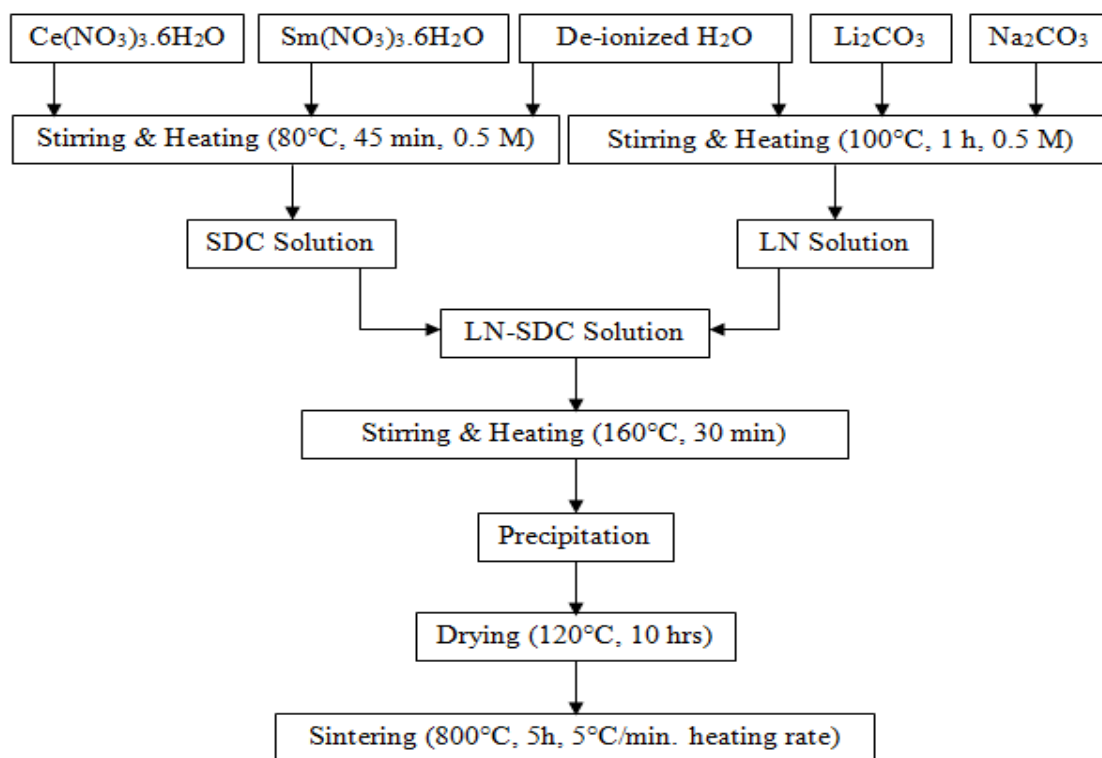 Ce(NO₃)₃.6H₂O
Sm(NO₃)₃.6H₂O
De-ionized H₂O
Li₂CO₃
Na₂CO₃
Stirring & Heating (80°C, 45 min, 0.5 M)
Stirring & Heating (100°C, 1 h, 0.5 M)
SDC Solution
LN Solution
LN-SDC Solution
Stirring & Heating (160°C, 30 min)
Precipitation
Drying (120°C, 10 hrs)
Sintering (800°C, 5h, 5°C/min. heating rate)